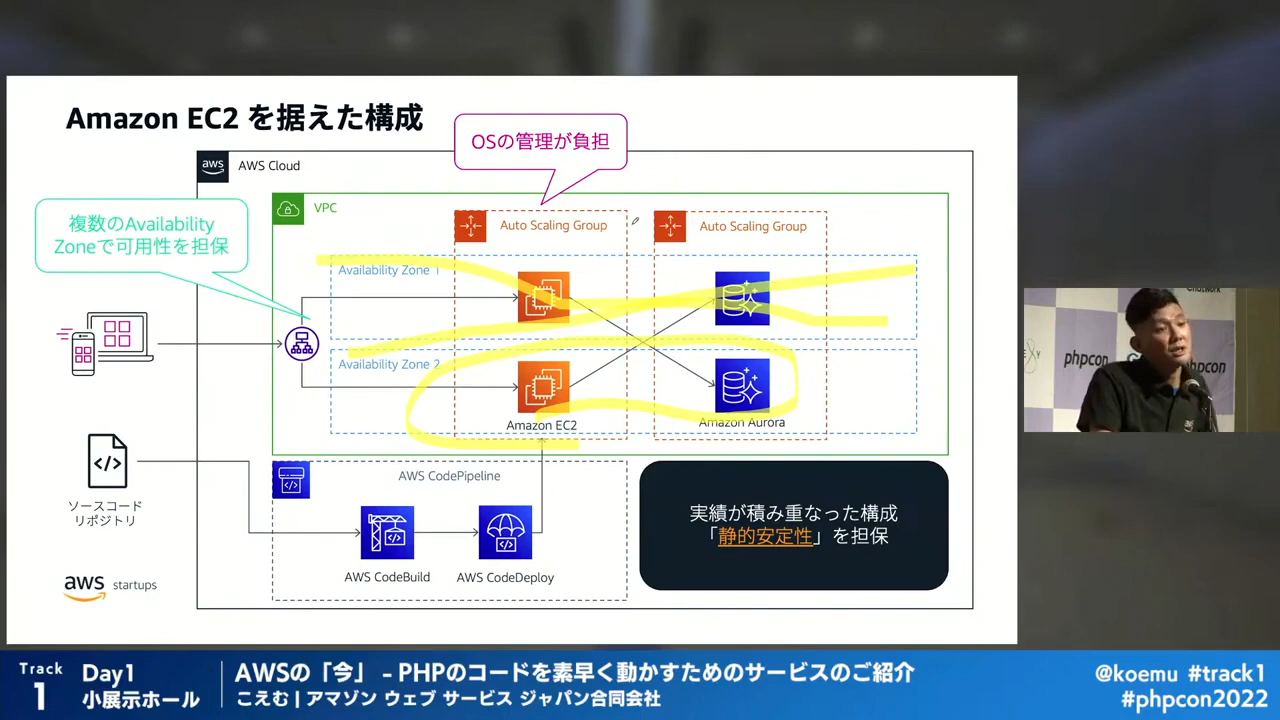 Amazon EC2 を据えた構成
OSの管理が負担
aws
AWS Cloud
複数のAvailability
Zoneで可用性を担保
VPC
Auto Scaling Group
Auto Scaling Group
Availability Zone 1
Availability Zone 2
Amazon EC2
Amazon Aurora
ソースコード
リポジトリ
AWS CodePipeline
AWS CodeBuild
AWS CodeDeploy
実績が積み重なった構成
「静的安定性」を担保
aws startups
phpcon
phpcon
Track
1
Day1
小展示ホール
AWSの「今」 – PHPのコードを素早く動かすためのサービスのご紹介
こえむ | アマゾン ウェブ サービス ジャパン合同会社
@koemu #track1
#phpcon2022